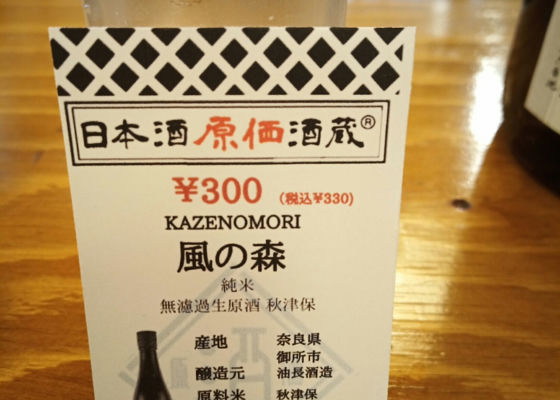 日本酒原価酒蔵®
¥300 (税込¥330)
KAZENOMORI
風の森
純米
無濾過生原酒 秋津保
産地 奈良県
御所市
醸造元 油長酒造
原料米 秋津保